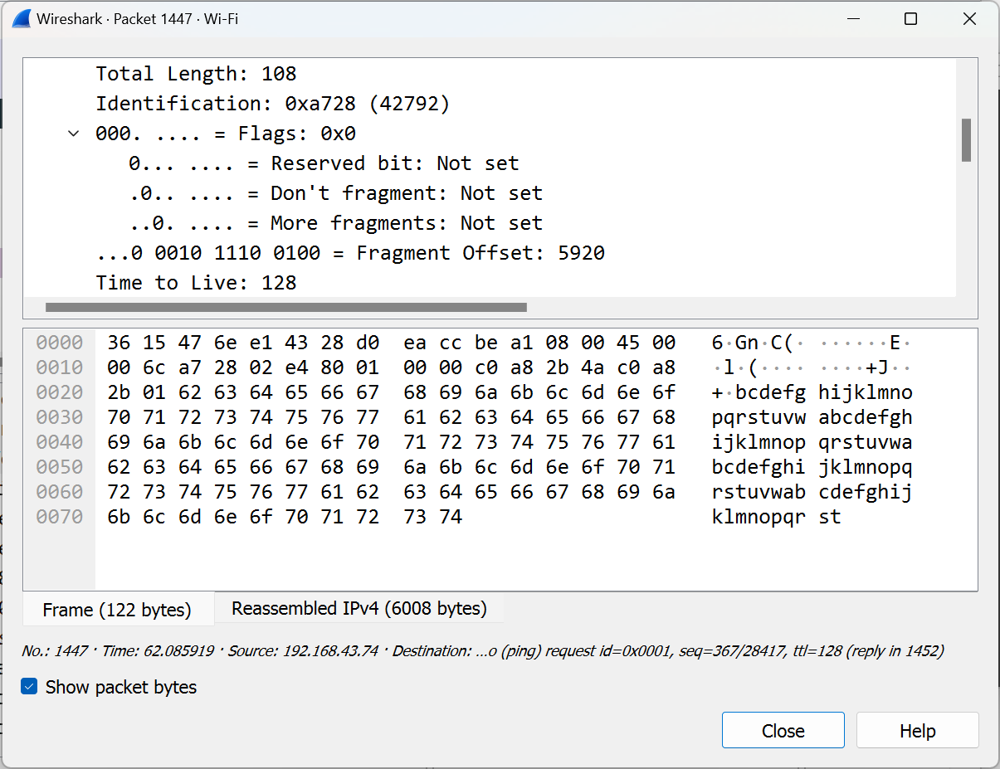 Wireshark · Packet 1447 · Wi-Fi
Total Length: 108
Identification: 0xa728 (42792)
000. .... = Flags: 0x0
0... .... = Reserved bit: Not set
.0.. .... = Don't fragment: Not set
..0. .... = More fragments: Not set
...0 0010 1110 0100 = Fragment Offset: 5920
Time to Live: 128
0000 36 15 47 6e e1 43 28 d0 ea cc be a1 08 00 45 00 6·Gn·C(· ······E·
0010 00 6c a7 28 02 e4 80 01 00 00 c0 a8 2b 4a c0 a8 ·l·(···· ····+J··
0020 2b 01 62 63 64 65 66 67 68 69 6a 6b 6c 6d 6e 6f +·bcdefg hijklmno
0030 70 71 72 73 74 75 76 77 61 62 63 64 65 66 67 68 pqrstuvw abcdefgh
0040 69 6a 6b 6c 6d 6e 6f 70 71 72 73 74 75 76 77 61 ijklmnop qrstuvwa
0050 62 63 64 65 66 67 68 69 6a 6b 6c 6d 6e 6f 70 71 bcdefghi jklmnopq
0060 72 73 74 75 76 77 61 62 63 64 65 66 67 68 69 6a rstuvwab cdefghij
0070 6b 6c 6d 6e 6f 70 71 72 73 74 klmnopqr st
Frame (122 bytes) Reassembled IPv4 (6008 bytes)
No.: 1447 · Time: 62.085919 · Source: 192.168.43.74 · Destination: ...o (ping) request id=0x0001, seq=367/28417, ttl=128 (reply in 1452)
Show packet bytes
Close Help